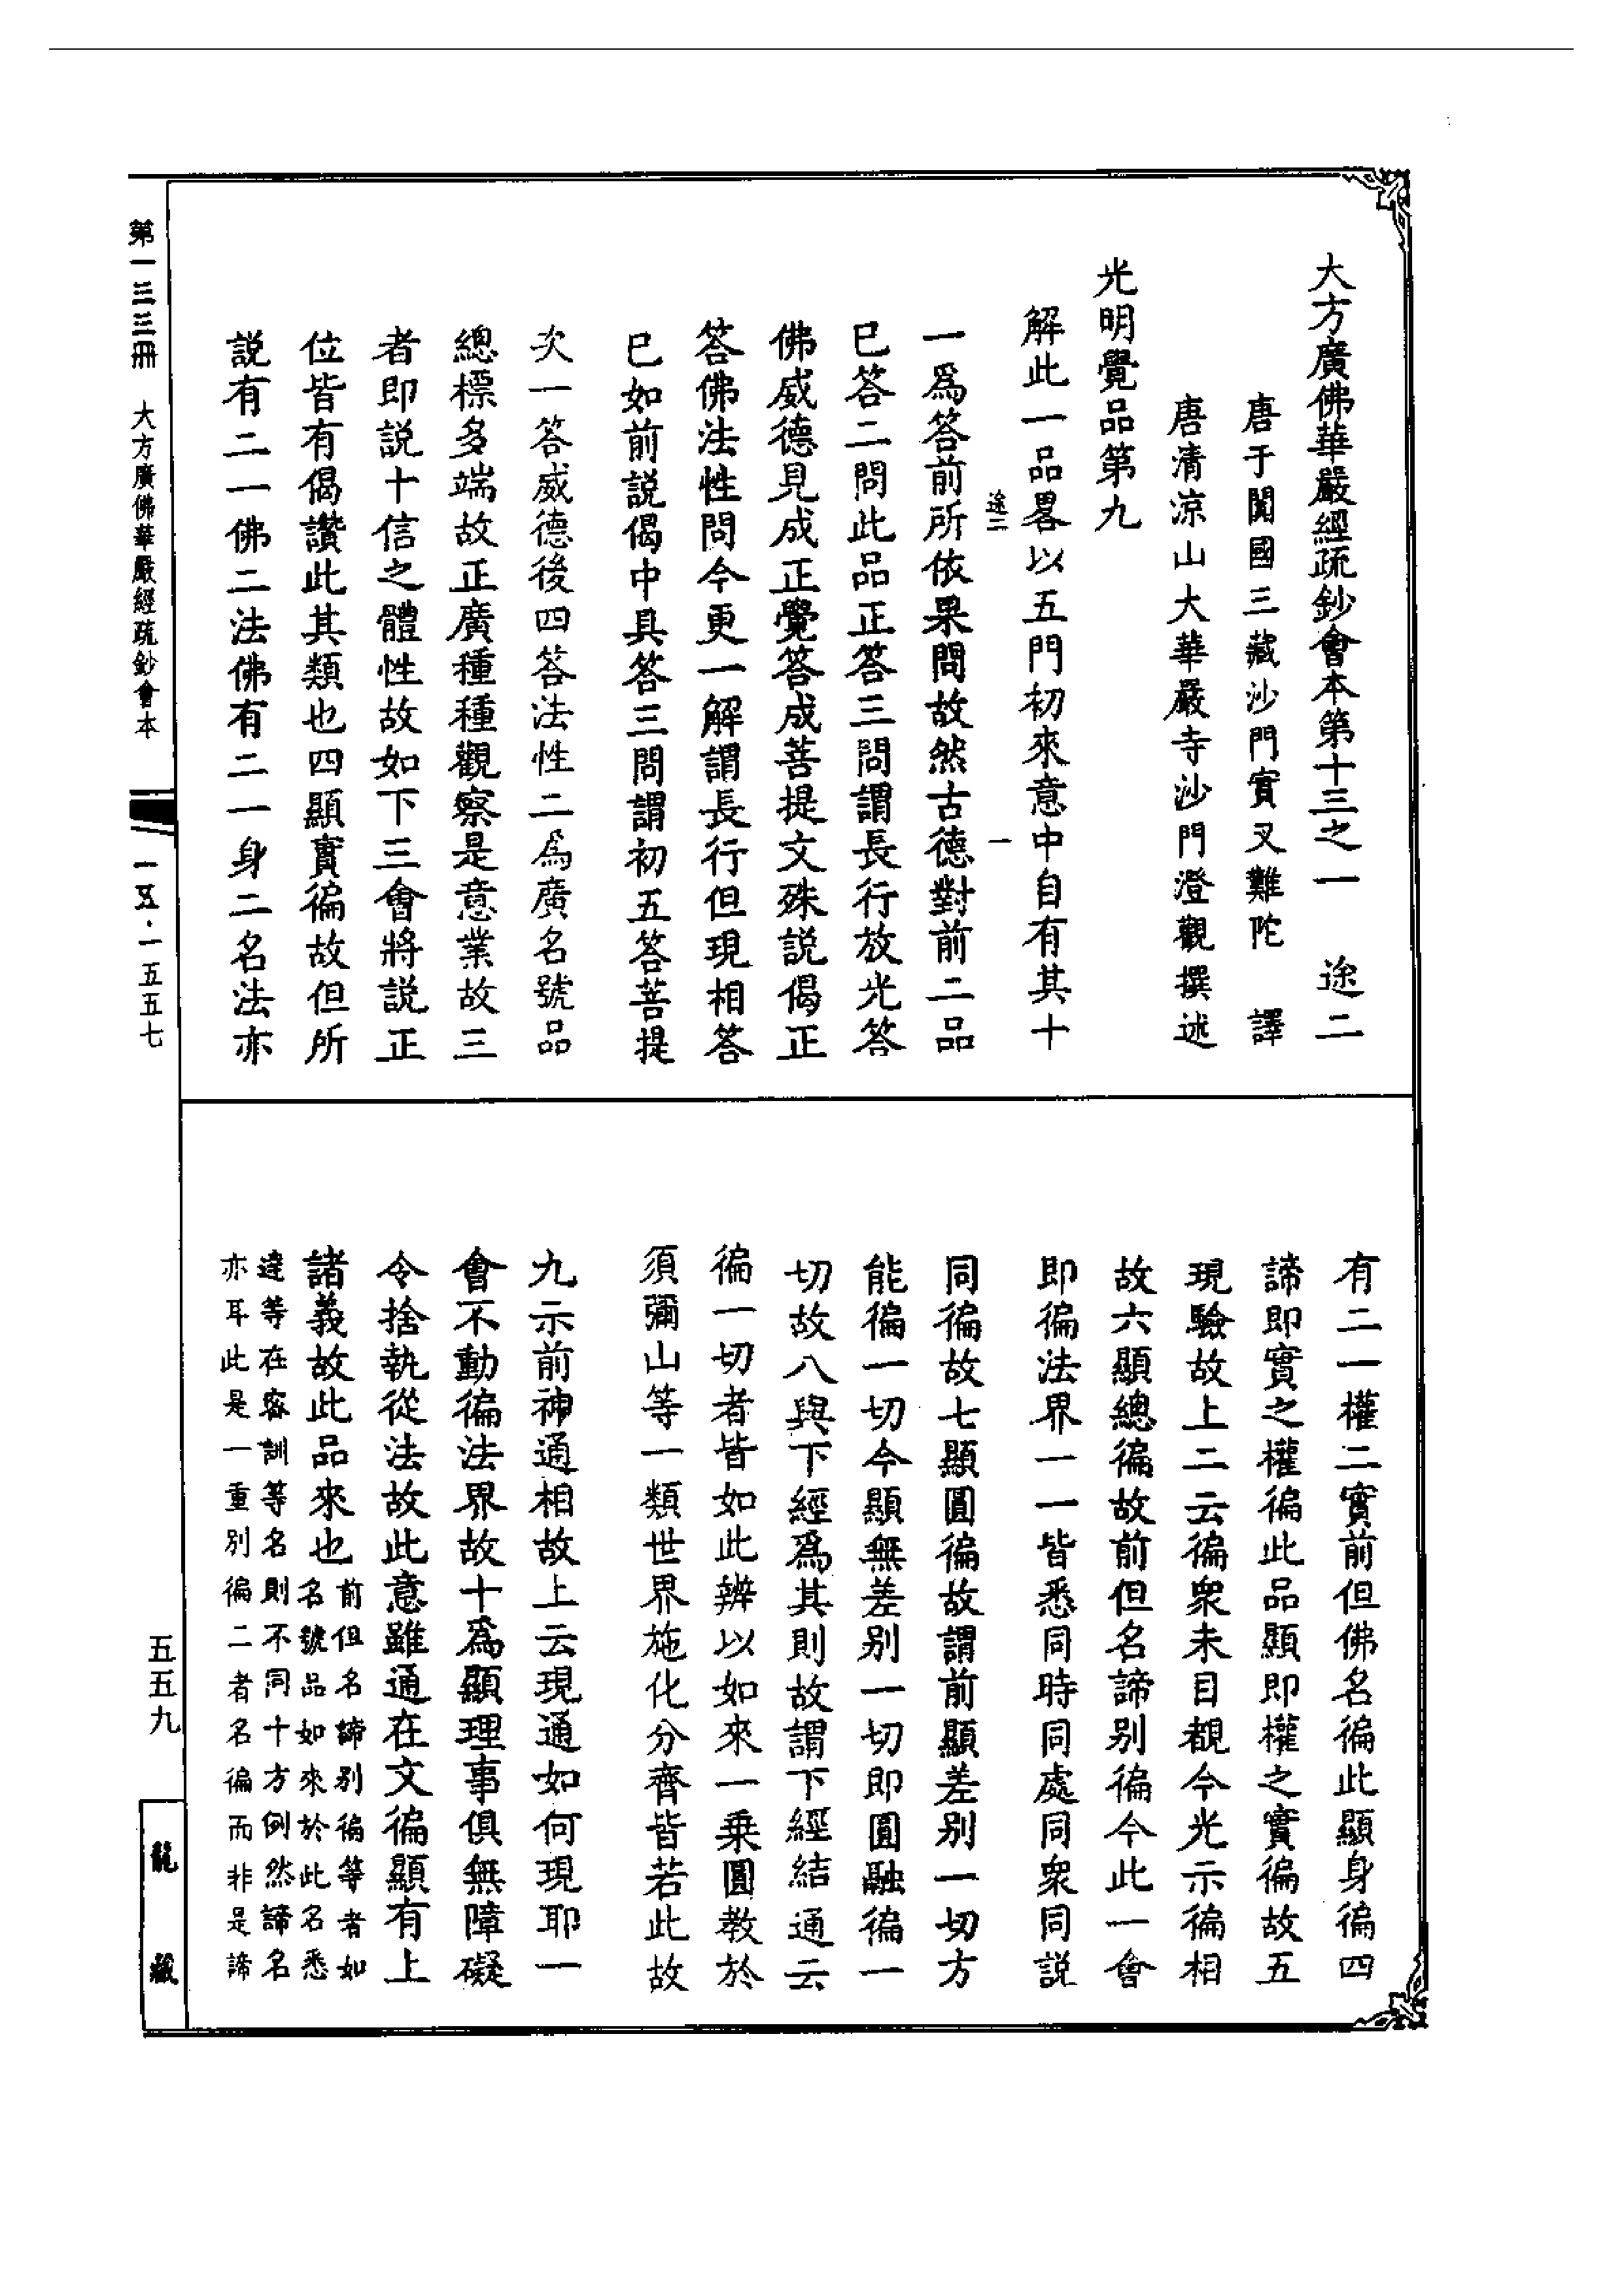 大方廣佛華嚴經疏鈔會本第十三之一　途二
唐于闐國三藏沙門實叉難陀　譯
唐清涼山大華嚴寺沙門澄觀撰述
光明覺品第九
解此一品畧以五門初來意中自有其十
途二　一
一爲答前所依果問故然古德對前二品
已答二問此品正答三問謂長行放光答
佛威德見成正覺答成菩提文殊説偈正
答佛法性問今更一解謂長行但現相答
已如前説偈中具答三問謂初五答菩提
次一答威德後四答法性二爲廣名號品
總標多端故正廣種種觀察是意業故三
者即説十信之體性故如下三會將説正
位皆有偈讚此其類也四顯實徧故但所
説有二一佛二法佛有二一身二名法亦
有二一權二實前但佛名徧此顯身徧四
諦即實之權徧此品顯即權之實徧故五
現驗故上二云徧衆未目覩今光示徧相
故六顯總徧故前但名諦别徧今此一會
即徧法界一一皆悉同時同處同衆同説
同徧故七顯圓徧故謂前顯差别一切方
能徧一切今顯無差别一切即圓融徧一
切故八與下經爲其則故謂下經結通云
徧一切者皆如此辨以如來一乗圓教於
須彌山等一類世界施化分齊皆若此故
九示前神通相故上云現通如何現耶一
會不動徧法界故十爲顯理事俱無障礙
令捨執從法故此意雖通在文徧顯有上
諸義故此品來也
前但名諦别徧等者如
名號品如來於此名悉
達等在密訓等名則不同十方例然諦名
亦耳此是一重别徧二者名徧而非是諦
第一三三冊　大方廣佛華嚴經疏鈔會本
一五·一五五七
五五九
龍藏